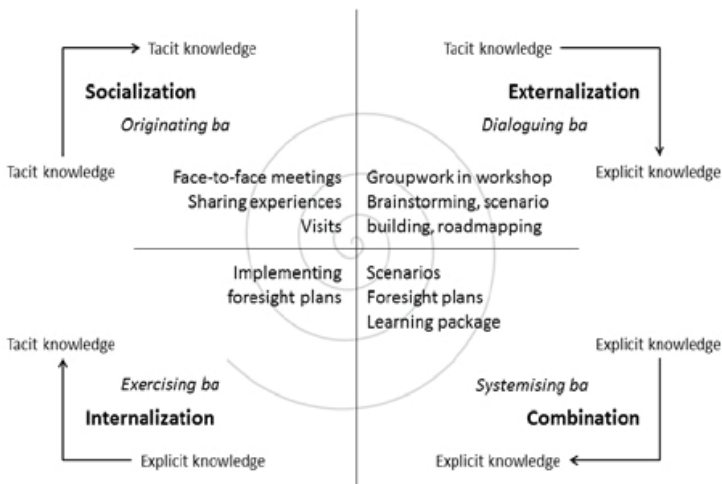 Tacit knowledge
Socialization
Originating ba
Tacit knowledge
Face-to-face meetings
Sharing experiences
Visits
Tacit knowledge
Externalization
Dialoguing ba
Explicit knowledge
Groupwork in workshop
Brainstorming, scenario
building, roadmapping
Implementing
foresight plans
Tacit knowledge
Exercising ba
Internalization
Explicit knowledge
Scenarios
Foresight plans
Learning package
Explicit knowledge
Systemising ba
Combination
Explicit knowledge